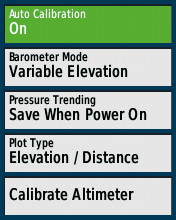 Auto Calibration
On
Barometer Mode
Variable Elevation
Pressure Trending
Save When Power On
Plot Type
Elevation / Distance
Calibrate Altimeter